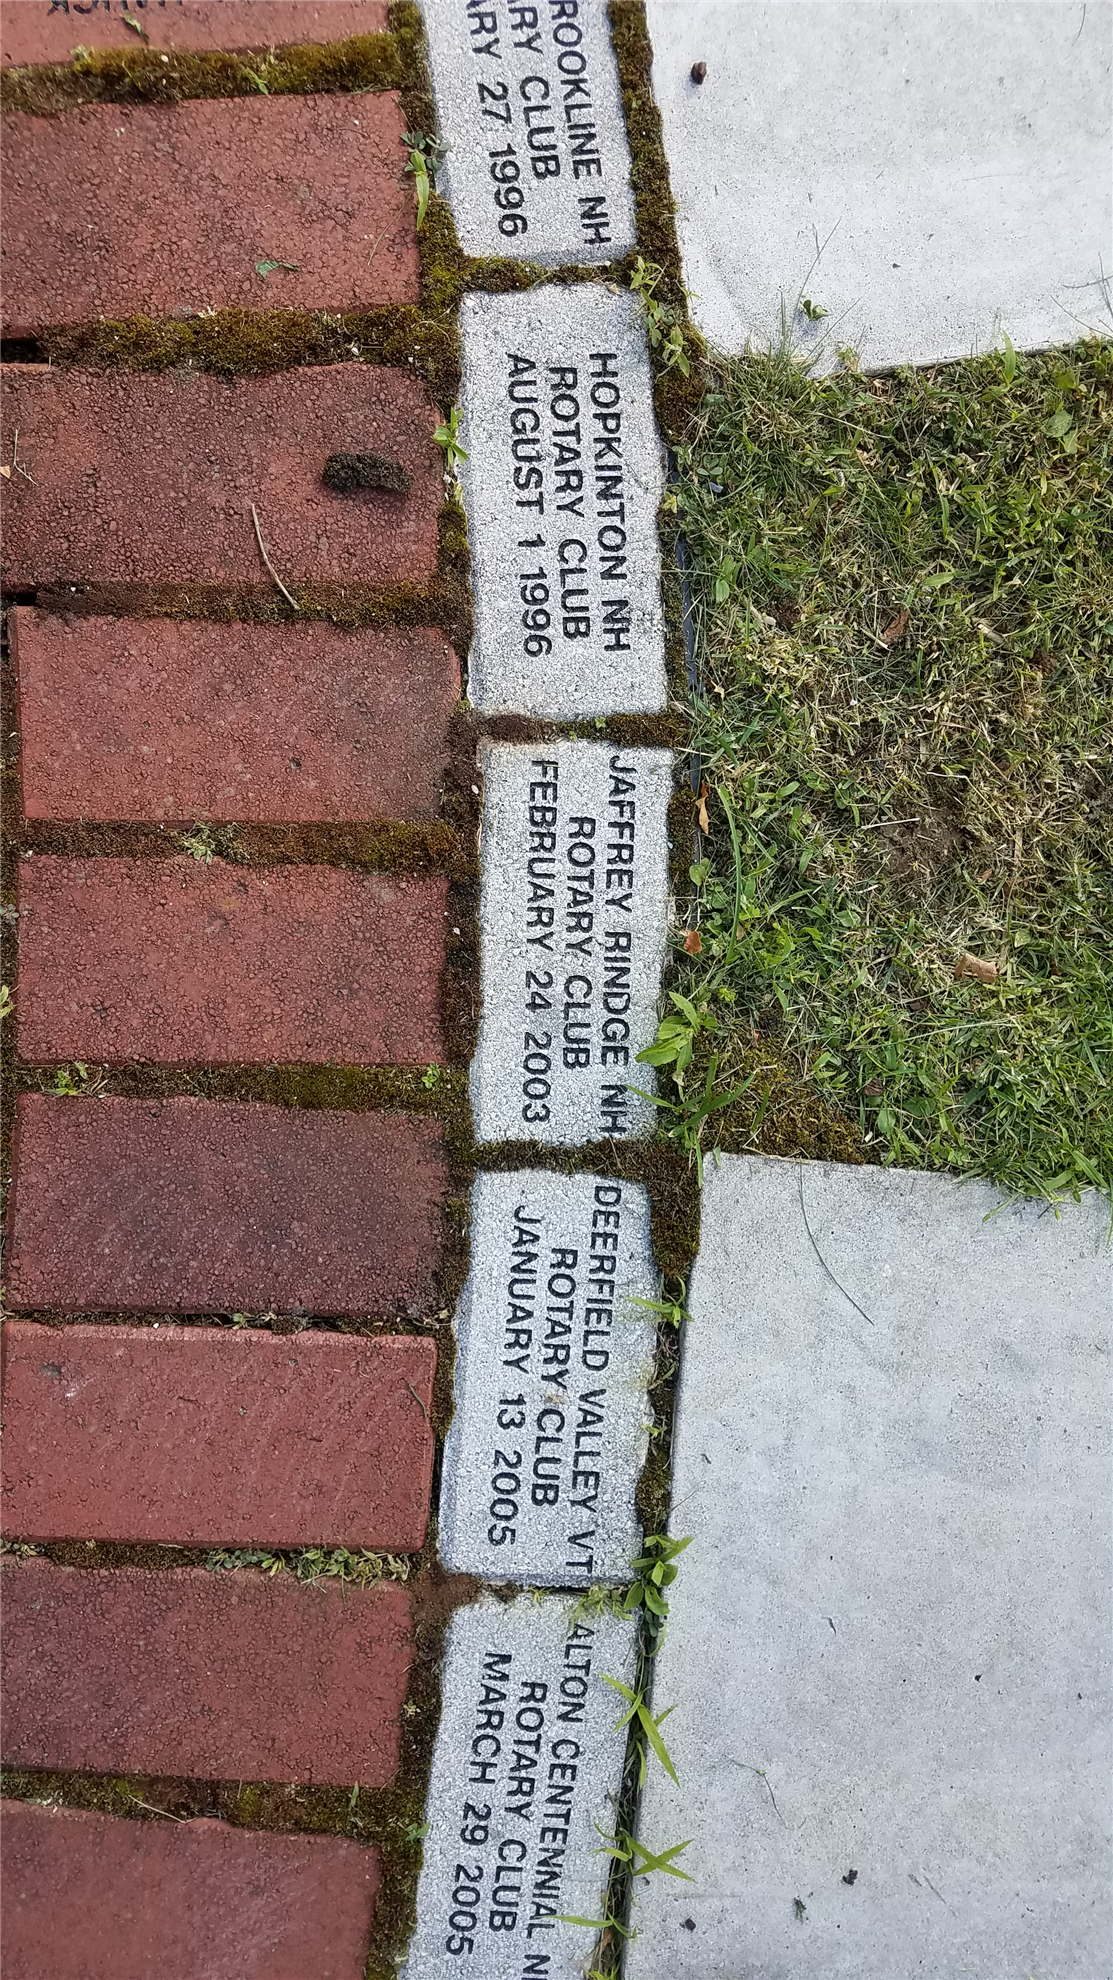 ROOKLINE NH
RY CLUB
ARY 27 1996
HOPKINTON NH
ROTARY CLUB
AUGUST 1 1996
JAFFREY RINDGE NH
ROTARY CLUB
FEBRUARY 24 2003
DEERFIELD VALLEY VT
ROTARY CLUB
JANUARY 13 2005
ALTON CENTENNIAL N
ROTARY CLUB
MARCH 29 2005